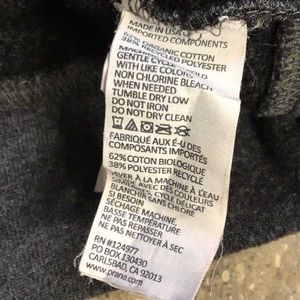 MADE IN USA
IMPORTED COMPONENTS
62% ORGANIC COTTON
38% RECYCLED POLYESTER
MACHINE
GENTLE CYCLE
WITH LIKE COLORS
NON CHLORINE BLEACH
WHEN NEEDED
TUMBLE DRY LOW
DO NOT IRON
DO NOT DRY CLEAN
FABRIQUÉ AUX É-U DES
COMPOSANTS IMPORTÉS
62%COTON BIOLOGIQUE
38% POLYESTER RECYCLÉ
LAVER À LA MACHINE À L'EAU
AVEC DES COULEURS
CYCLE DÉLICAT
BLANCHIR SANS CHLORE
SI BESOIN
SÉCHAGE MACHINE,
BASSE TEMPÉRATURE
NE PAS REPASSER
NE PAS NETTOYER À SEC
RN #124977
PO BOX 130430
CARLSBAD, CA 92013
www.prana.com